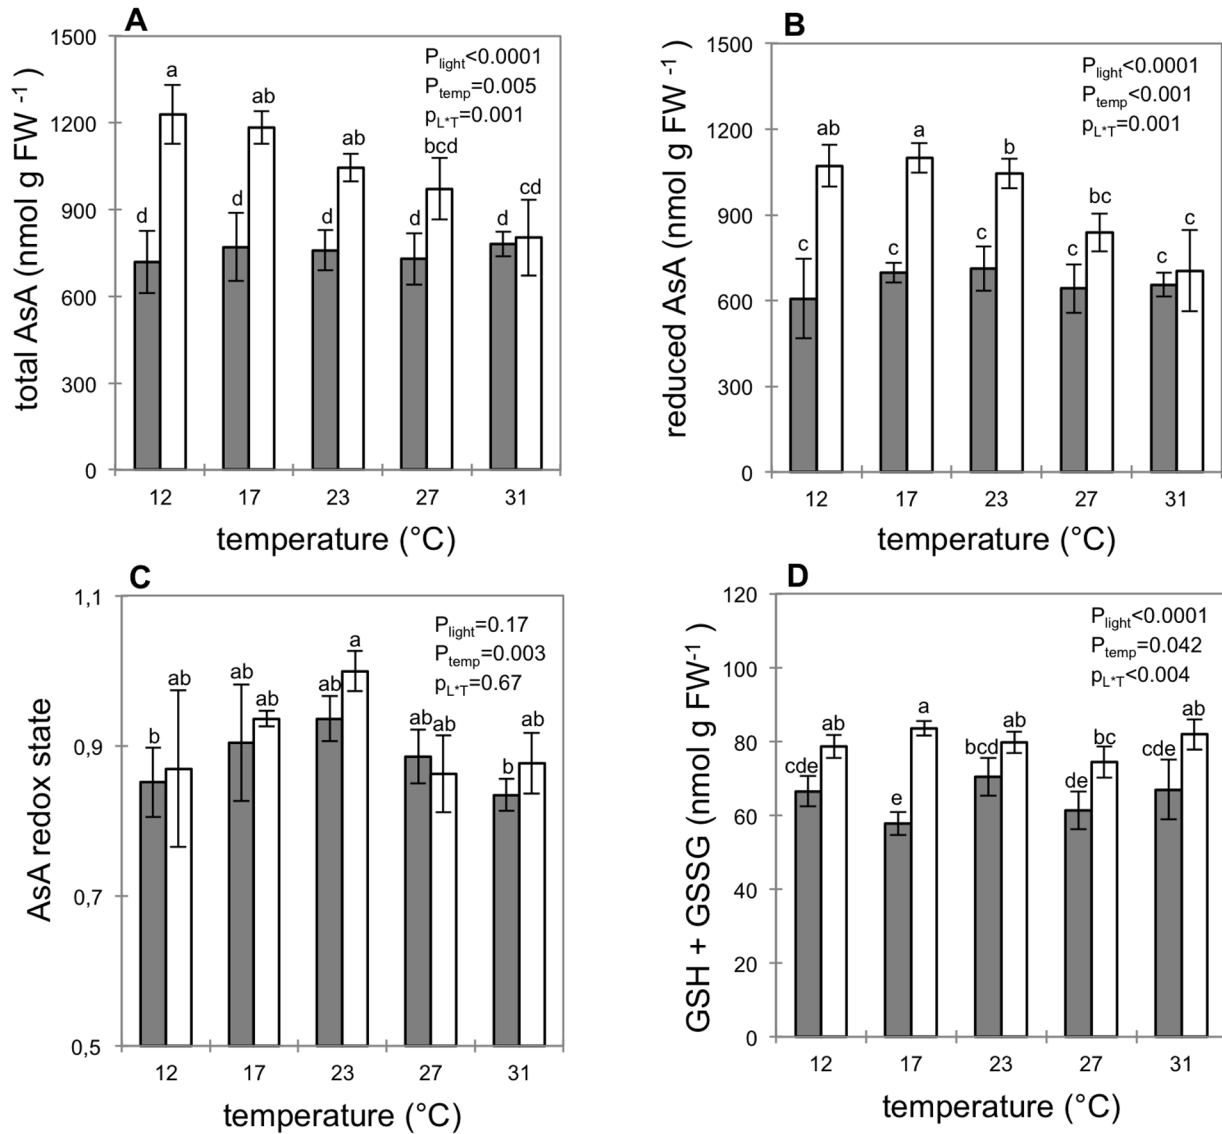 A
total AsA (nmol g FW -1 )
1500
1200
900
600
300
0
Plight<0.0001
Ptemp=0.005
pL*T=0.001
a
ab
ab
bcd
cd
d
d
d
d
d
12 17 23 27 31
temperature (°C)
B
reduced AsA (nmol g FW -1 )
1500
1200
900
600
300
0
Plight<0.0001
Ptemp<0.001
pL*T=0.001
ab
a
b
bc
c
c
c
c
c
c
12 17 23 27 31
temperature (°C)
C
AsA redox state
1,1
0,9
0,7
0,5
Plight=0.17
Ptemp=0.003
pL*T=0.67
b
ab
ab
ab
ab
a
ab
ab
b
ab
12 17 23 27 31
temperature (°C)
D
GSH + GSSG (nmol g FW-1 )
120
100
80
60
40
20
0
Plight<0.0001
Ptemp=0.042
pL*T<0.004
cde
ab
e
a
bcd
ab
de
bc
cde
ab
12 17 23 27 31
temperature (°C)